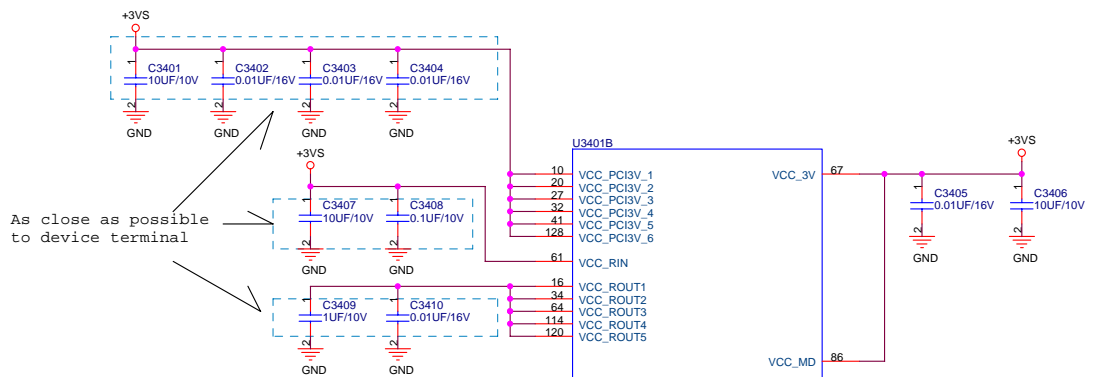 +3VS
1 1 1 1
C3401 C3402 C3403 C3404
10UF/10V 0.01UF/16V 0.01UF/16V 0.01UF/16V
2 2 2 2
GND GND GND GND
U3401B
+3VS +3VS
10 VCC_PCI3V_1 VCC_3V 67
20 VCC_PCI3V_2
27 VCC_PCI3V_3
32 VCC_PCI3V_4
41 VCC_PCI3V_5
128 VCC_PCI3V_6
1 1 1 1
C3407 C3408 C3405 C3406
10UF/10V 0.1UF/10V 0.01UF/16V 10UF/10V
2 2 2 2
GND GND GND GND
As close as possible
to device terminal
61 VCC_RIN
16 VCC_ROUT1
34 VCC_ROUT2
64 VCC_ROUT3
114 VCC_ROUT4
120 VCC_ROUT5
1 1
C3409 C3410
1UF/10V 0.01UF/16V
2 2
GND GND
VCC_MD 86